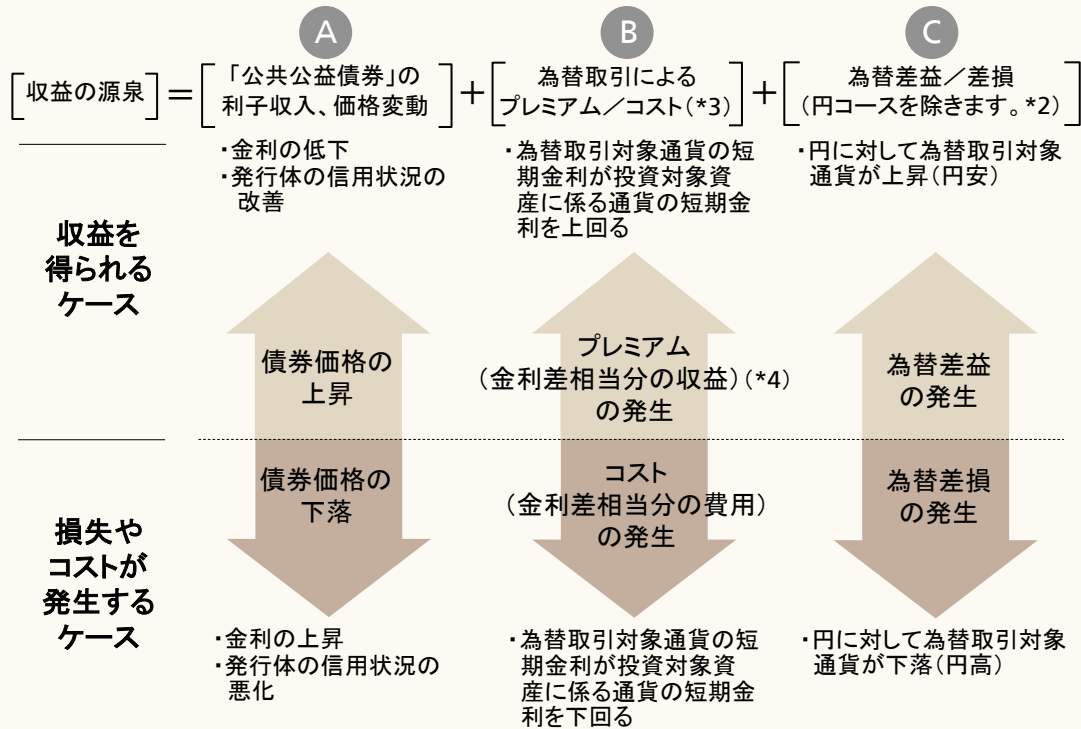 A
B
C
[収益の源泉]=[「公共公益債券」の
利子収入、価格変動]+[為替取引による
プレミアム/コスト(*3)]+[為替差益/差損
(円コースを除きます。*2)]
・金利の低下
・発行体の信用状況の
改善
・為替取引対象通貨の短
期金利が投資対象資
産に係る通貨の短期金
利を上回る
・円に対して為替取引対象
通貨が上昇(円安)
収益を
得られる
ケース
債券価格の
上昇
プレミアム
(金利差相当分の収益)(*4)
の発生
為替差益
の発生
損失や
コストが
発生する
ケース
債券価格の
下落
コスト
(金利差相当分の費用)
の発生
為替差損
の発生
・金利の上昇
・発行体の信用状況の
悪化
・為替取引対象通貨の短
期金利が投資対象資
産に係る通貨の短期金
利を下回る
・円に対して為替取引対象
通貨が下落(円高)